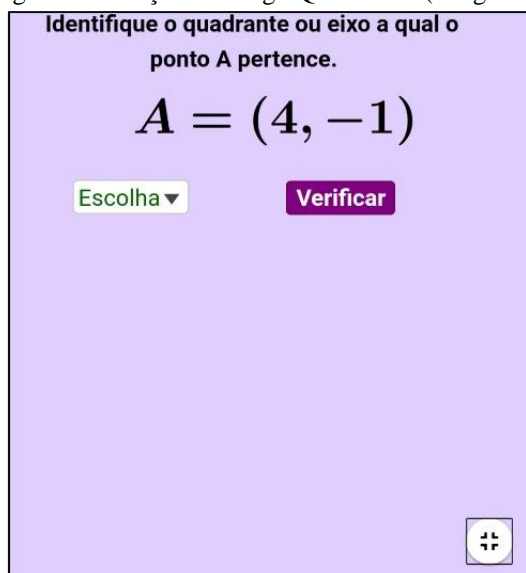 Identifique o quadrante ou eixo a qual o
ponto A pertence.
A = (4, −1)
Escolha▼ Verificar